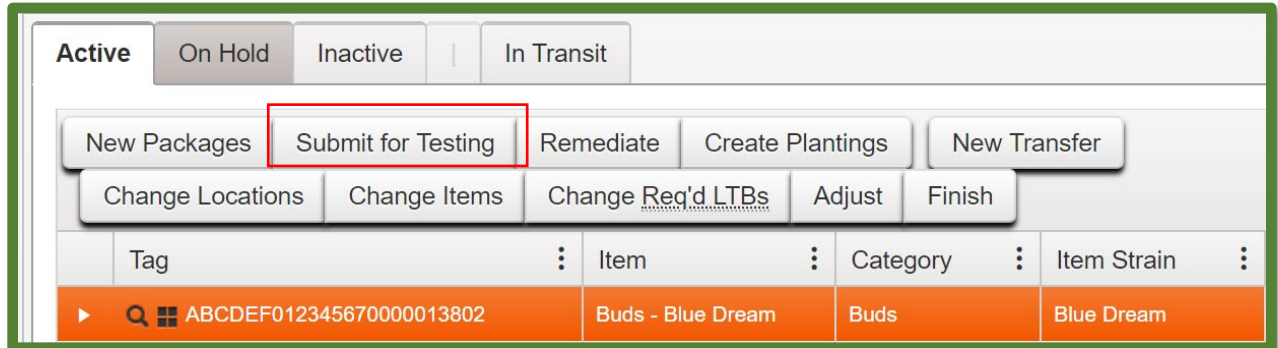 Active On Hold Inactive | In Transit
New Packages Submit for Testing Remediate Create Plantings New Transfer
Change Locations Change Items Change Req'd LTBs Adjust Finish
Tag Item Category Item Strain
ABCDEF012345670000013802 Buds - Blue Dream Buds Blue Dream